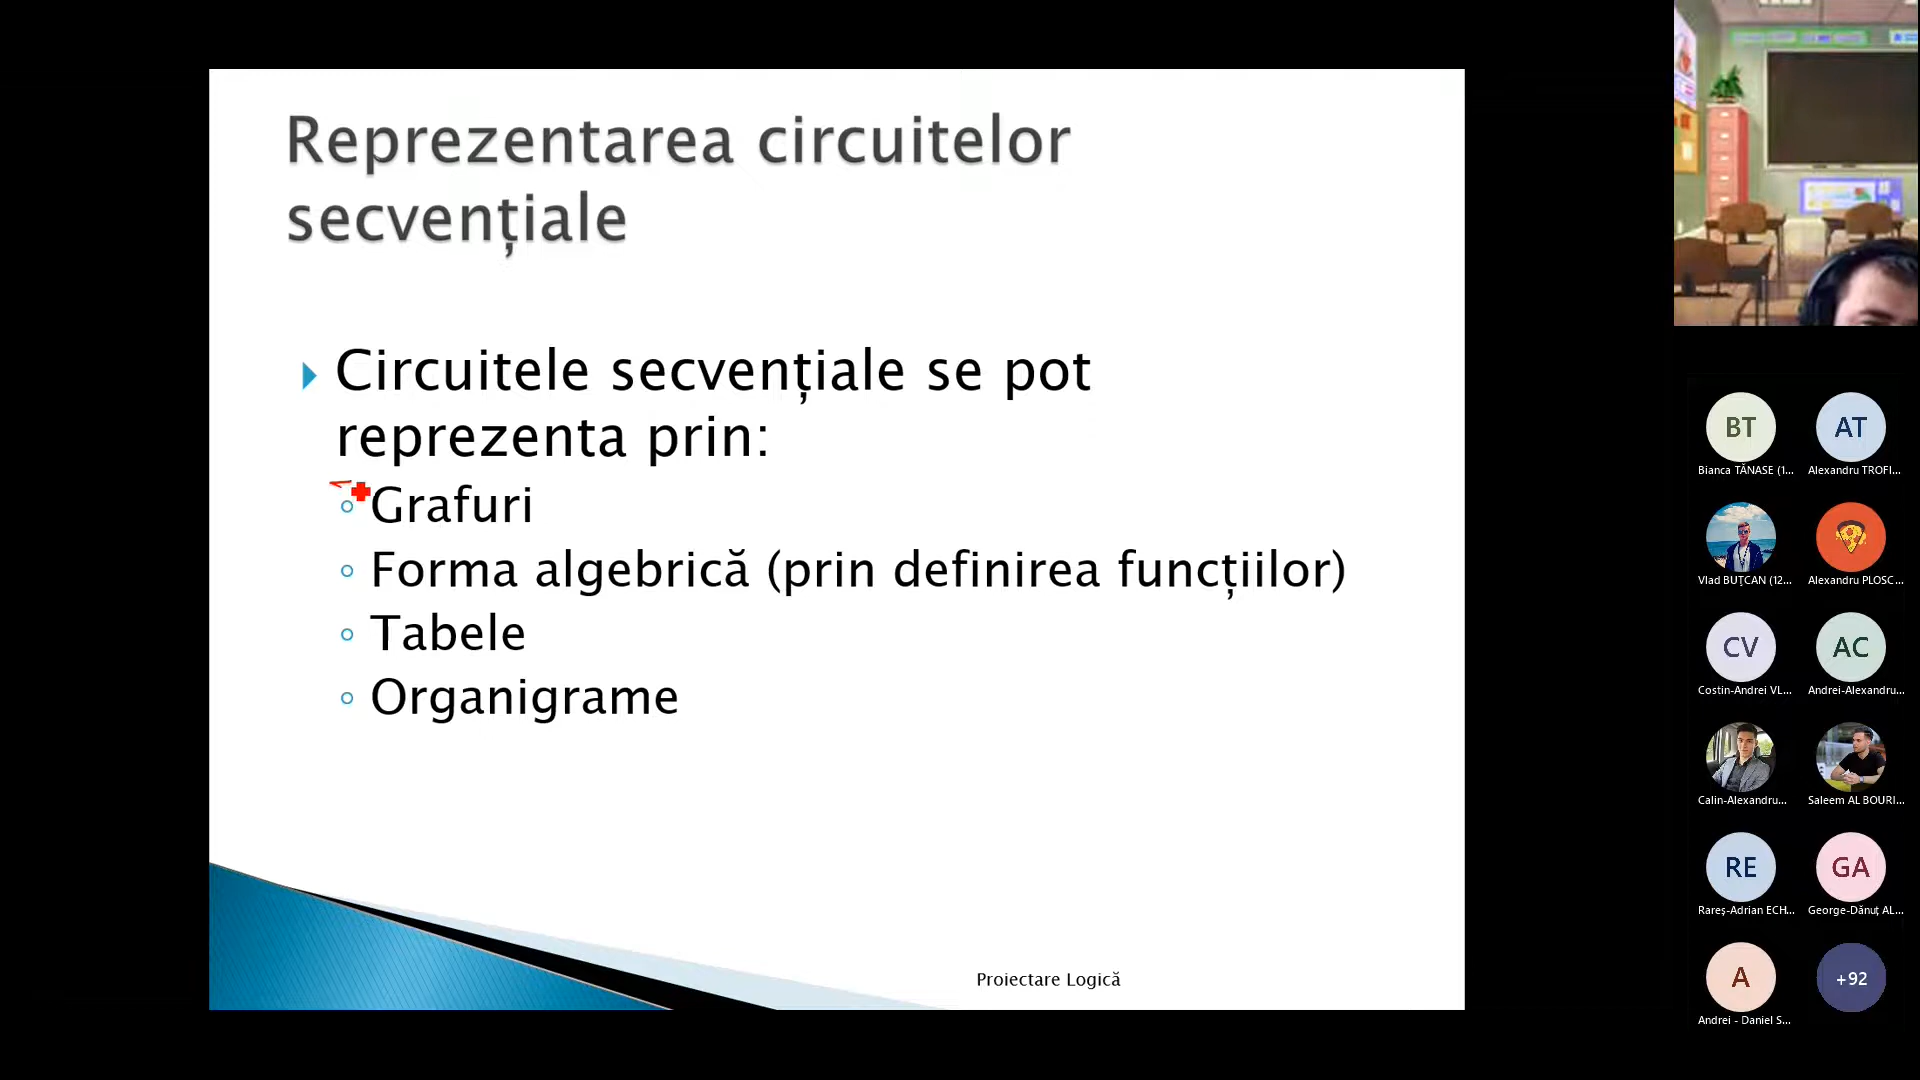 Reprezentarea circuitelor
secvențiale
Circuitele secvențiale se pot
reprezenta prin:
Grafuri
Forma algebrică (prin definirea funcțiilor)
Tabele
Organigrame
Proiectare Logică
BT
Bianca TĂNASE (1...
AT
Alexandru TROFI...
Vlad BUȚCAN (12...
Alexandru PLOSC...
CV
Costin-Andrei VL...
AC
Andrei-Alexandru...
Calin-Alexandru...
Saleem AL BOURI...
RE
Rareș-Adrian ECH...
GA
George-Dănuț AL...
A
Andrei - Daniel S...
+92